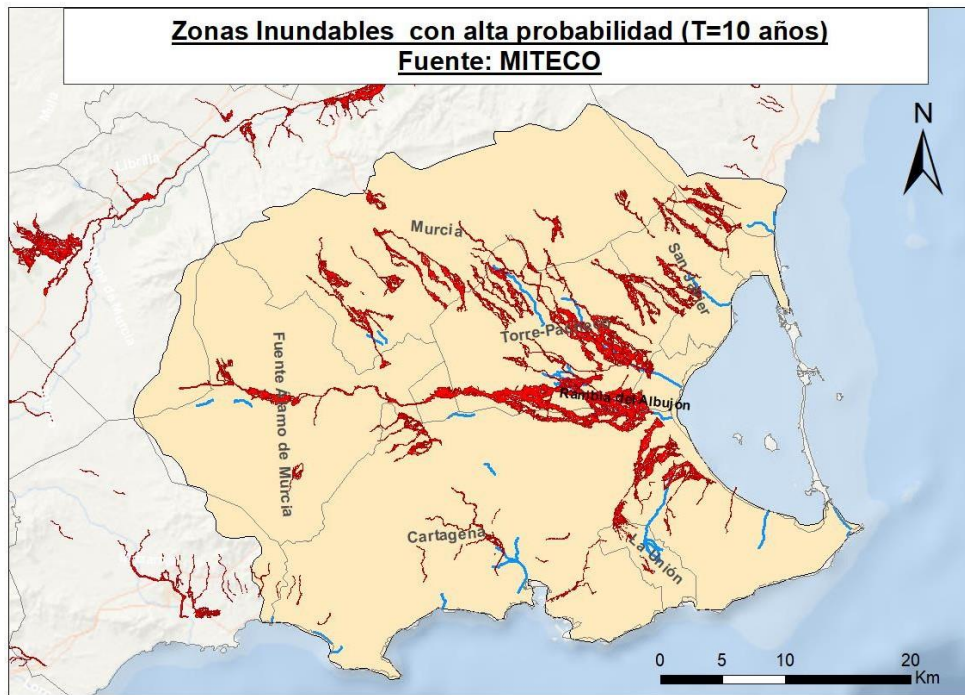 Zonas Inundables con alta probabilidad (T=10 años)
Fuente: MITECO
N
Librilla
Murcia
San Javier
Torre-Pacheco
Fuente Álamo de Murcia
Rambla del Albujón
Cartagena
La Unión
0 5 10 20
Km